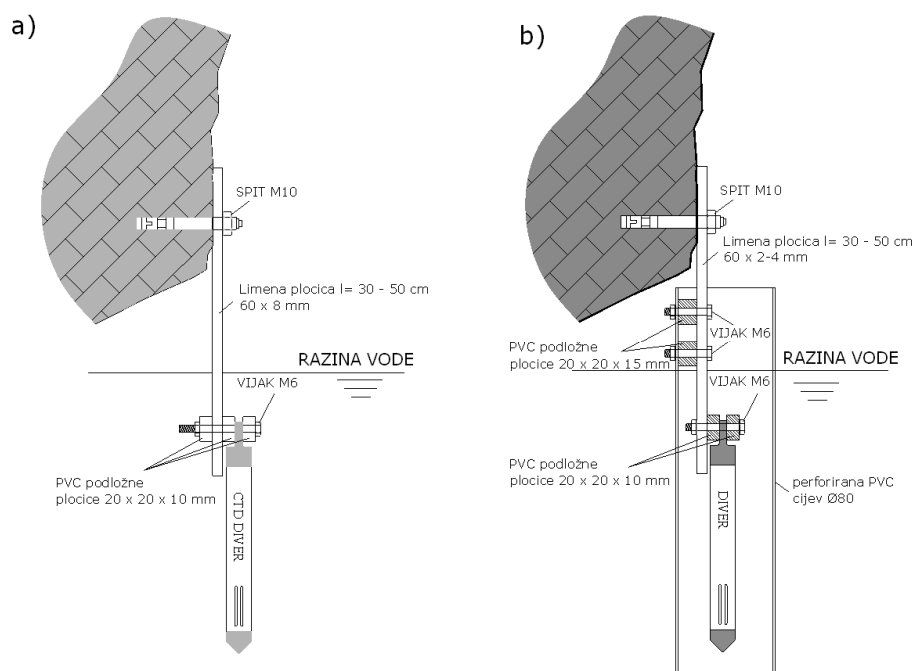 a)
SPIT M10
Limena plocica l= 30 - 50 cm
60 x 8 mm
RAZINA VODE
VIJAK M6
PVC podložne
plocice 20 x 20 x 10 mm
CTD DIVER
b)
SPIT M10
Limena plocica l= 30 - 50 cm
60 x 2-4 mm
VIJAK M6
PVC podložne
plocice 20 x 20 x 15 mm
RAZINA VODE
VIJAK M6
PVC podložne
plocice 20 x 20 x 10 mm
perforirana PVC
cijev Ø80
DIVER